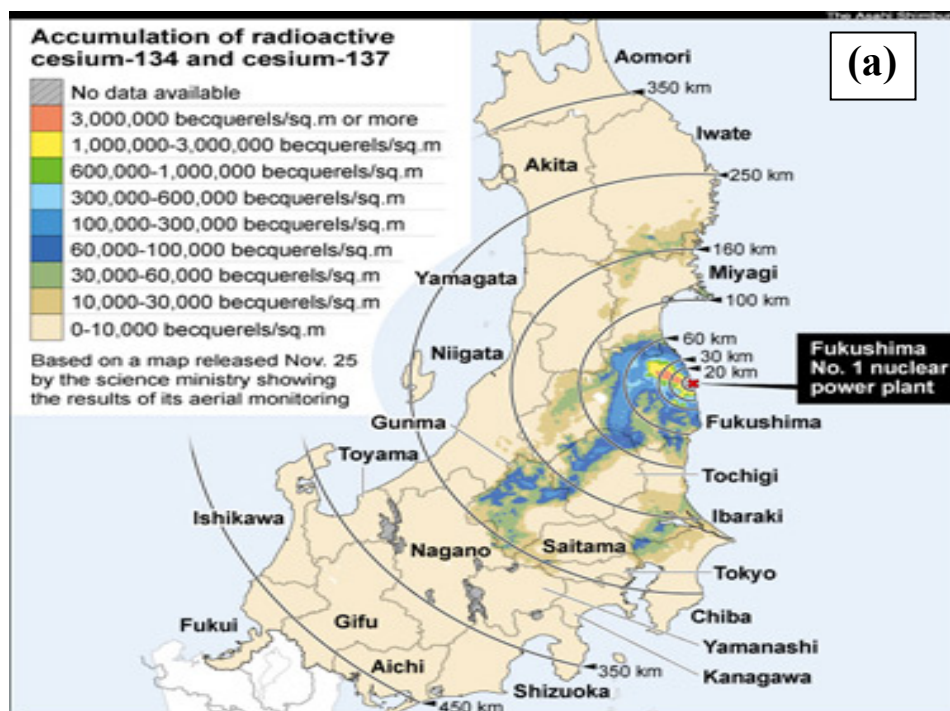 The Asahi Shimbun
Accumulation of radioactive
cesium-134 and cesium-137
No data available
3,000,000 becquerels/sq.m or more
1,000,000-3,000,000 becquerels/sq.m
600,000-1,000,000 becquerels/sq.m
300,000-600,000 becquerels/sq.m
100,000-300,000 becquerels/sq.m
60,000-100,000 becquerels/sq.m
30,000-60,000 becquerels/sq.m
10,000-30,000 becquerels/sq.m
0-10,000 becquerels/sq.m
Based on a map released Nov. 25
by the science ministry showing
the results of its aerial monitoring
(a)
Aomori
350 km
Iwate
Akita
250 km
160 km
Yamagata
Miyagi
100 km
60 km
Niigata
30 km
20 km
Fukushima
No. 1 nuclear
power plant
Gunma
Fukushima
Toyama
Tochigi
Ishikawa
Ibaraki
Nagano
Saitama
Tokyo
Chiba
Fukui
Gifu
Yamanashi
Aichi
350 km
Kanagawa
Shizuoka
450 km